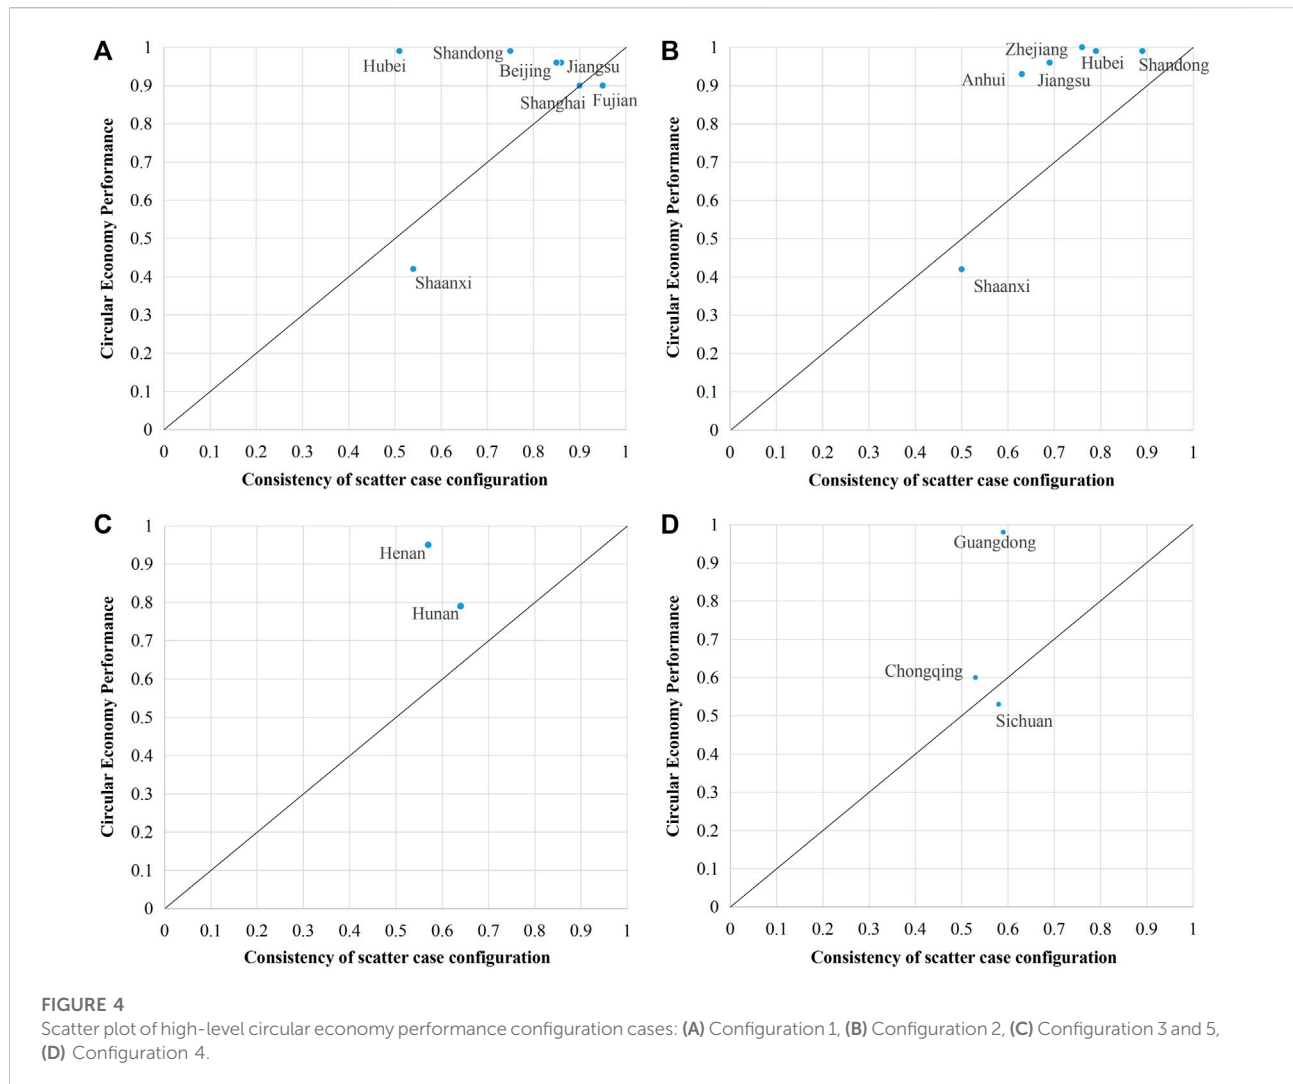 A
1
0.9
0.8
0.7
0.6
0.5
0.4
0.3
0.2
0.1
0
Circular Economy Performance
Hubei
Shandong
Beijing
Jiangsu
Shanghai
Fujian
Shaanxi
0 0.1 0.2 0.3 0.4 0.5 0.6 0.7 0.8 0.9 1
Consistency of scatter case configuration
B
1
0.9
0.8
0.7
0.6
0.5
0.4
0.3
0.2
0.1
0
Circular Economy Performance
Zhejiang
Hubei
Shandong
Anhui
Jiangsu
Shaanxi
0 0.1 0.2 0.3 0.4 0.5 0.6 0.7 0.8 0.9 1
Consistency of scatter case configuration
C
1
0.9
0.8
0.7
0.6
0.5
0.4
0.3
0.2
0.1
0
Circular Economy Performance
Henan
Hunan
0 0.1 0.2 0.3 0.4 0.5 0.6 0.7 0.8 0.9 1
Consistency of scatter case configuration
D
1
0.9
0.8
0.7
0.6
0.5
0.4
0.3
0.2
0.1
0
Circular Economy Performance
Guangdong
Chongqing
Sichuan
0 0.1 0.2 0.3 0.4 0.5 0.6 0.7 0.8 0.9 1
Consistency of scatter case configuration
FIGURE 4
Scatter plot of high-level circular economy performance configuration cases: (A) Configuration 1, (B) Configuration 2, (C) Configuration 3 and 5,
(D) Configuration 4.